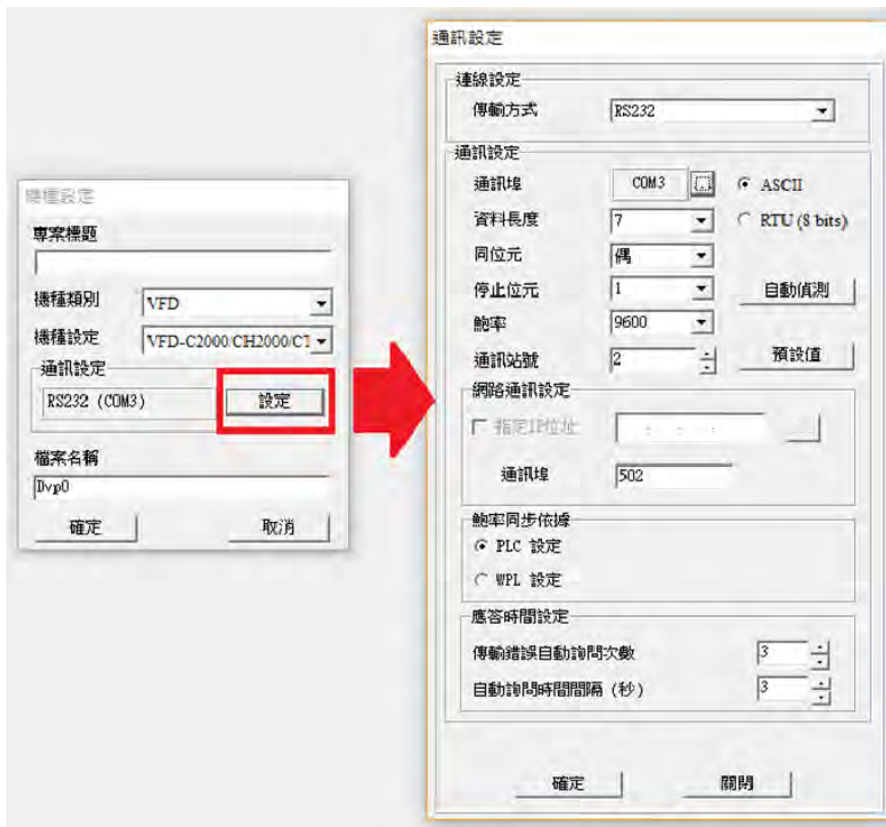 機種設定
專案標題
機種類別 VFD
機種設定 VFD-C2000/CH2000/CT
通訊設定
RS232 (COM3) 設定
檔案名稱
Dvp0
確定 取消
通訊設定
連線設定
傳輸方式 RS232
通訊設定
通訊埠 COM3 ... ASCII
資料長度 7 RTU (8 bits)
同位元 偶
停止位元 1 自動偵測
鮑率 9600
通訊站號 2 預設值
網路通訊設定
指定IP位址
通訊埠 502
鮑率同步依據
PLC 設定
WPL 設定
應答時間設定
傳輸錯誤自動詢問次數 3
自動詢問時間間隔 (秒) 3
確定 關閉